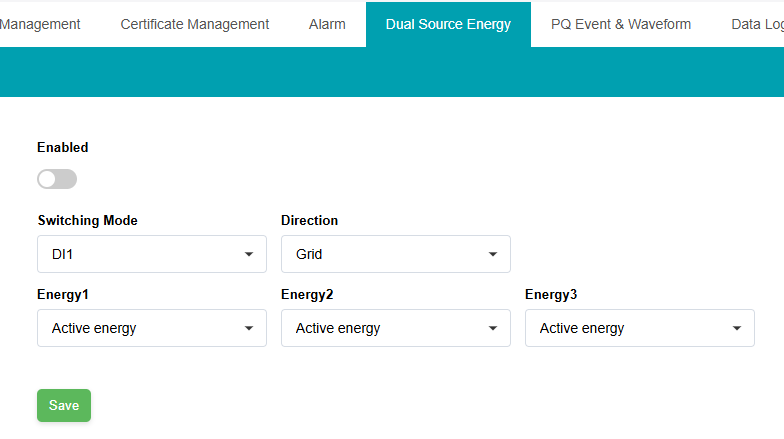 Management Certificate Management Alarm Dual Source Energy PQ Event & Waveform Data Log
Enabled
Switching Mode Direction
DI1 Grid
Energy1 Energy2 Energy3
Active energy Active energy Active energy
Save